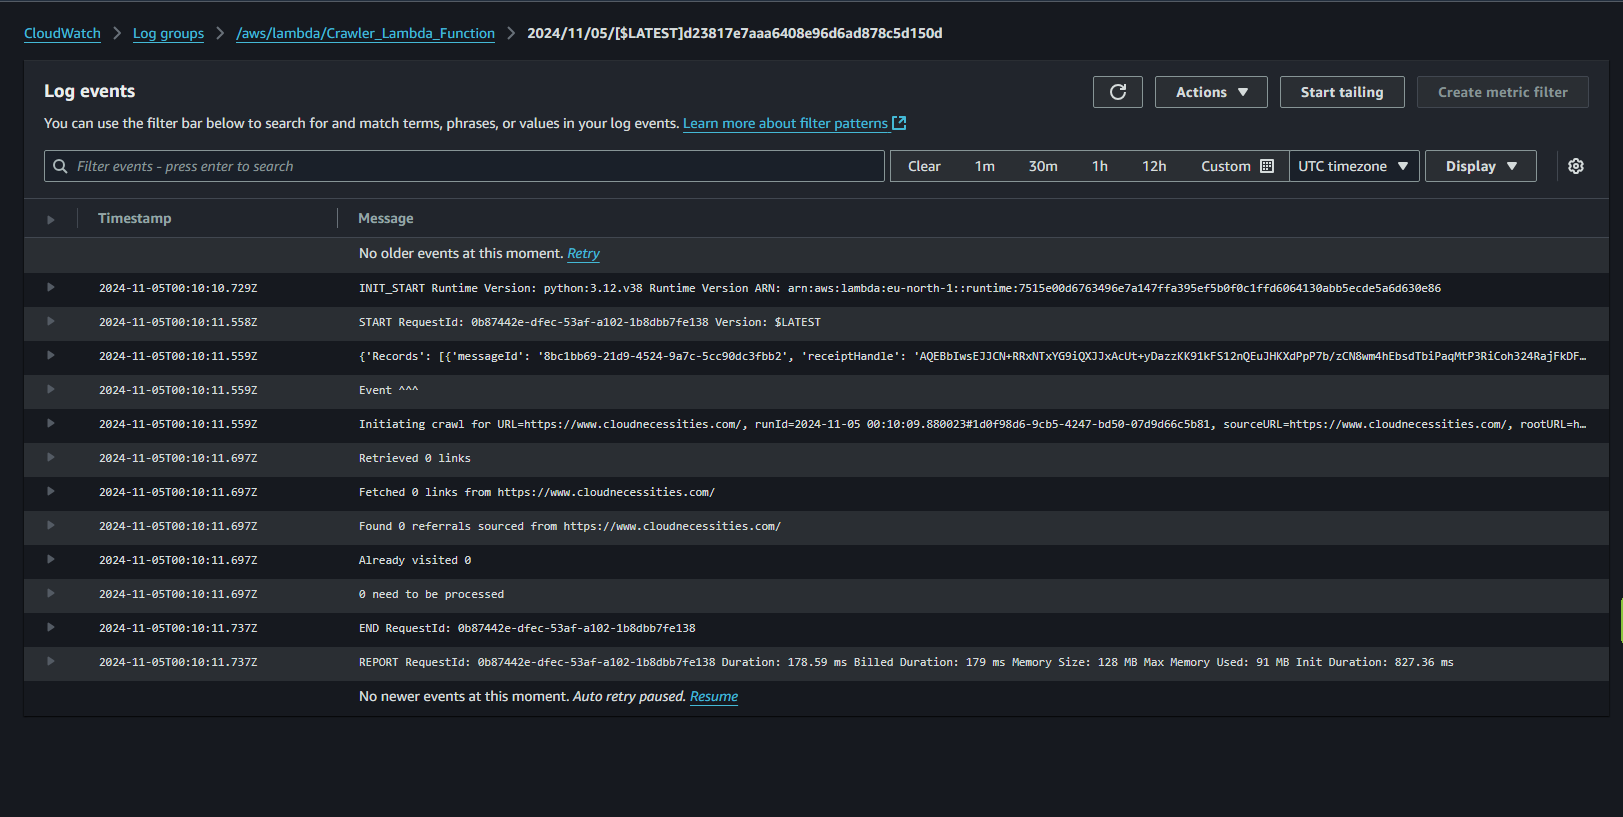 CloudWatch > Log groups > /aws/lambda/Crawler_Lambda_Function > 2024/11/05/[$LATEST]d23817e7aaa6408e96d6ad878c5d150d
Log events
Actions Start tailing Create metric filter
You can use the filter bar below to search for and match terms, phrases, or values in your log events. Learn more about filter patterns
Filter events - press enter to search Clear 1m 30m 1h 12h Custom UTC timezone Display
Timestamp Message
No older events at this moment. Retry
2024-11-05T00:10:10.729Z INIT_START Runtime Version: python:3.12.v38 Runtime Version ARN: arn:aws:lambda:eu-north-1::runtime:7515e00d6763496e7a147ffa395ef5b0f0c1ffd6064130abb5ecde5a6d630e86
2024-11-05T00:10:11.558Z START RequestId: 0b87442e-dfec-53af-a102-1b8dbb7fe138 Version: $LATEST
2024-11-05T00:10:11.559Z {'Records': [{'messageId': '8bc1bb69-21d9-4524-9a7c-5cc90dc3fbb2', 'receiptHandle': 'AQEBbIwsEJJCN+RRxNTxYG9iQXJJxAcUt+yDazzKK91kFS12nQEuJHKXdPpP7b/zCN8wm4hEbsdTbiPaqMtP3RiCoh324RajFkDF…
2024-11-05T00:10:11.559Z Event ^^^
2024-11-05T00:10:11.559Z Initiating crawl for URL=https://www.cloudnecessities.com/, runId=2024-11-05 00:10:09.880023#1d0f98d6-9cb5-4247-bd50-07d9d66c5b81, sourceURL=https://www.cloudnecessities.com/, rootURL=h…
2024-11-05T00:10:11.697Z Retrieved 0 links
2024-11-05T00:10:11.697Z Fetched 0 links from https://www.cloudnecessities.com/
2024-11-05T00:10:11.697Z Found 0 referrals sourced from https://www.cloudnecessities.com/
2024-11-05T00:10:11.697Z Already visited 0
2024-11-05T00:10:11.697Z 0 need to be processed
2024-11-05T00:10:11.737Z END RequestId: 0b87442e-dfec-53af-a102-1b8dbb7fe138
2024-11-05T00:10:11.737Z REPORT RequestId: 0b87442e-dfec-53af-a102-1b8dbb7fe138 Duration: 178.59 ms Billed Duration: 179 ms Memory Size: 128 MB Max Memory Used: 91 MB Init Duration: 827.36 ms
No newer events at this moment. Auto retry paused. Resume